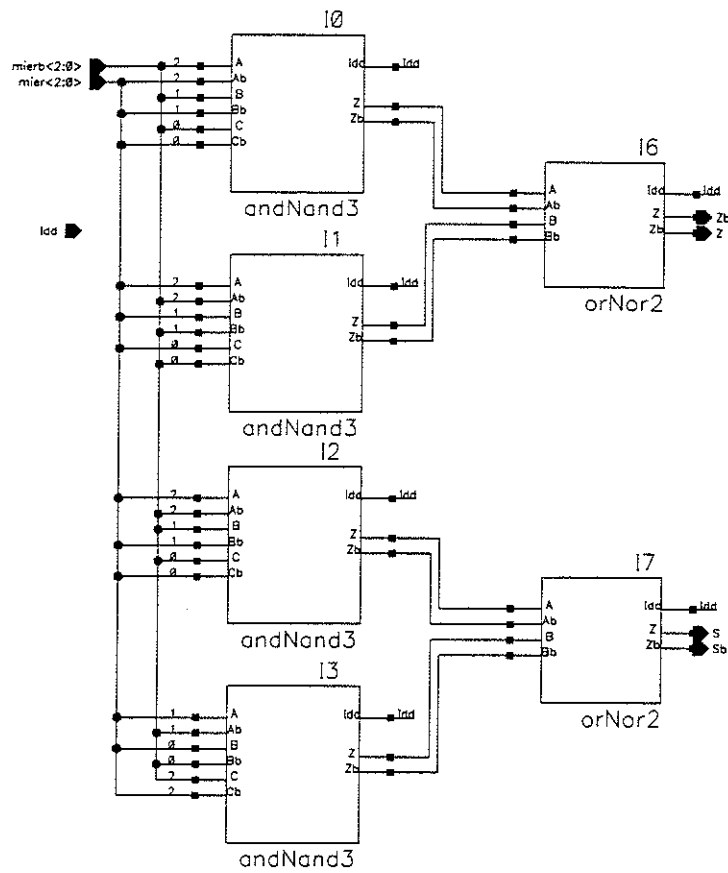 I0
mierb<2:0>
mier<2:0>
2 A Idd Idd
2 Ab
1 B
1 Bb Z
0 C Zb
0 Cb
andNand3
I6
A Idd Idd
Ab
B Z Zb
Bb Zb Z
orNor2
Idd
I1
2 A Idd Idd
2 Ab
1 B
1 Bb Z
0 C Zb
0 Cb
andNand3
I2
2 A Idd Idd
2 Ab
1 B
1 Bb Z
0 C Zb
0 Cb
andNand3
I7
A Idd Idd
Ab
B Z S
Bb Zb Sb
orNor2
I3
1 A Idd Idd
1 Ab
0 B
0 Bb Z
2 C Zb
2 Cb
andNand3